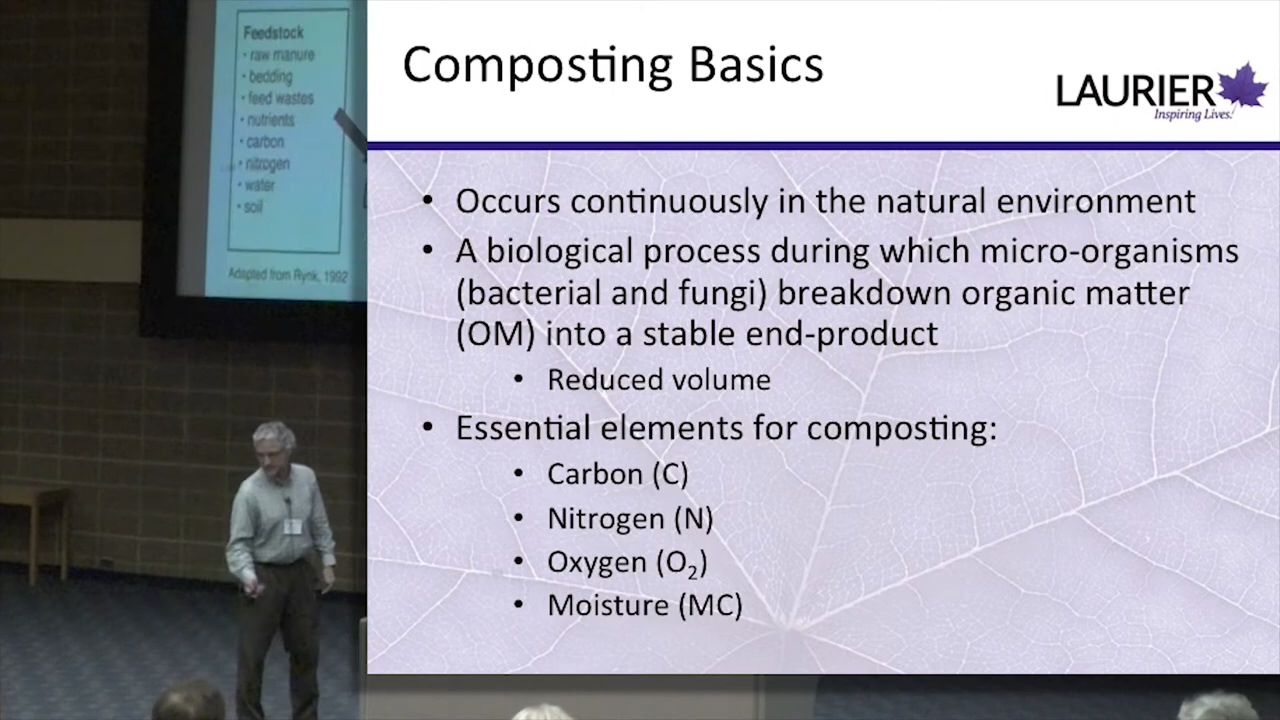 Feedstock
• raw manure
• bedding
• feed wastes
• nutrients
• carbon
• nitrogen
• water
• soil
Adapted from Rynk, 1992
Composting Basics
LAURIER
Inspiring Lives.
• Occurs continuously in the natural environment
• A biological process during which micro-organisms
(bacterial and fungi) breakdown organic matter
(OM) into a stable end-product
• Reduced volume
• Essential elements for composting:
• Carbon (C)
• Nitrogen (N)
• Oxygen (O₂)
• Moisture (MC)